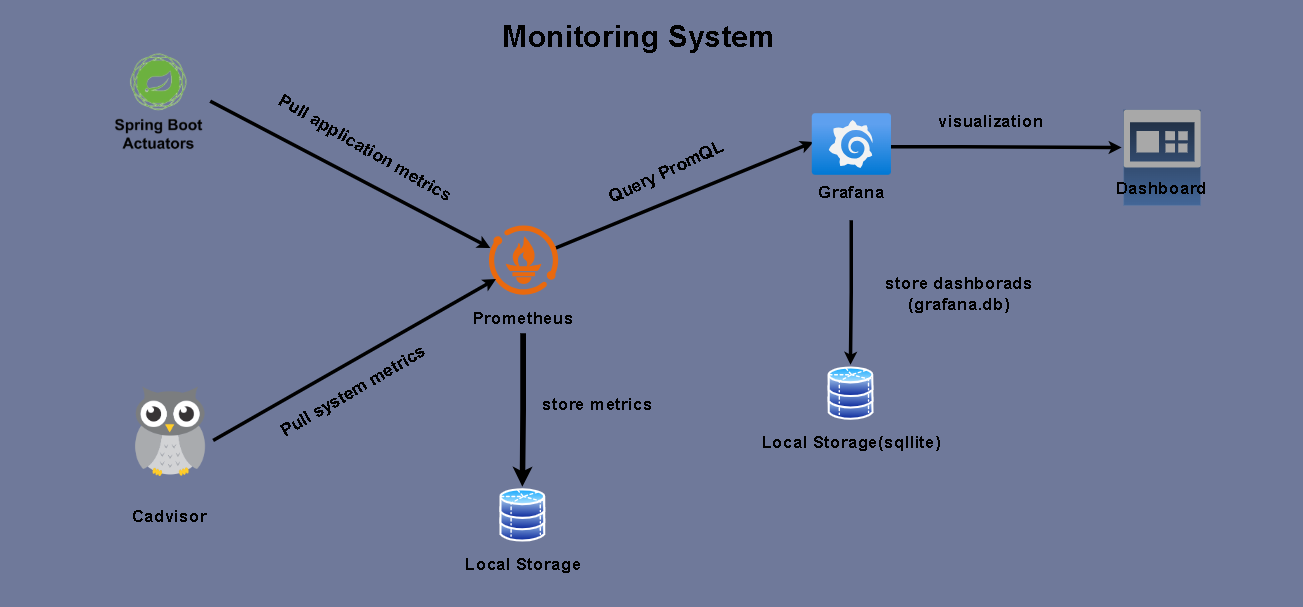 Monitoring System
Spring Boot
Actuators
Pull application metrics
Query PromQL
visualization
Grafana
Dashboard
store dashborads
(grafana.db)
Prometheus
Pull system metrics
store metrics
Local Storage(sqllite)
Cadvisor
Local Storage